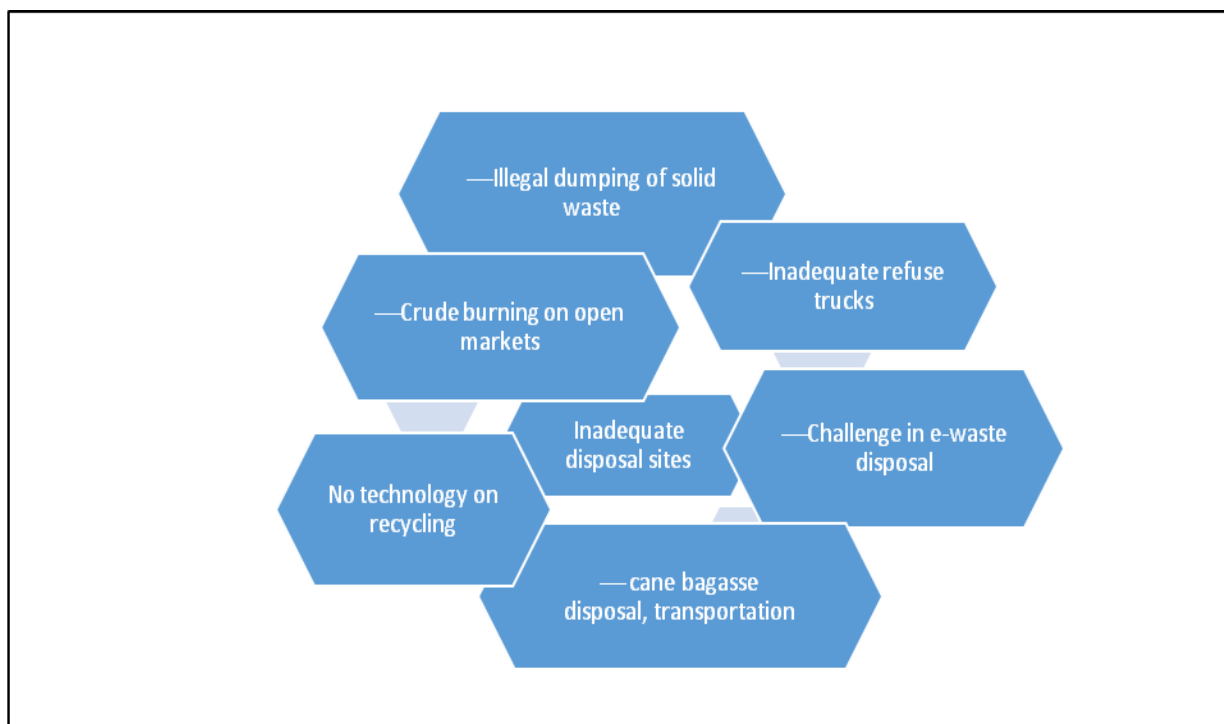 —Illegal dumping of solid
waste
—Inadequate refuse
trucks
—Crude burning on open
markets
Inadequate
disposal sites
—Challenge in e-waste
disposal
No technology on
recycling
—cane bagasse
disposal, transportation